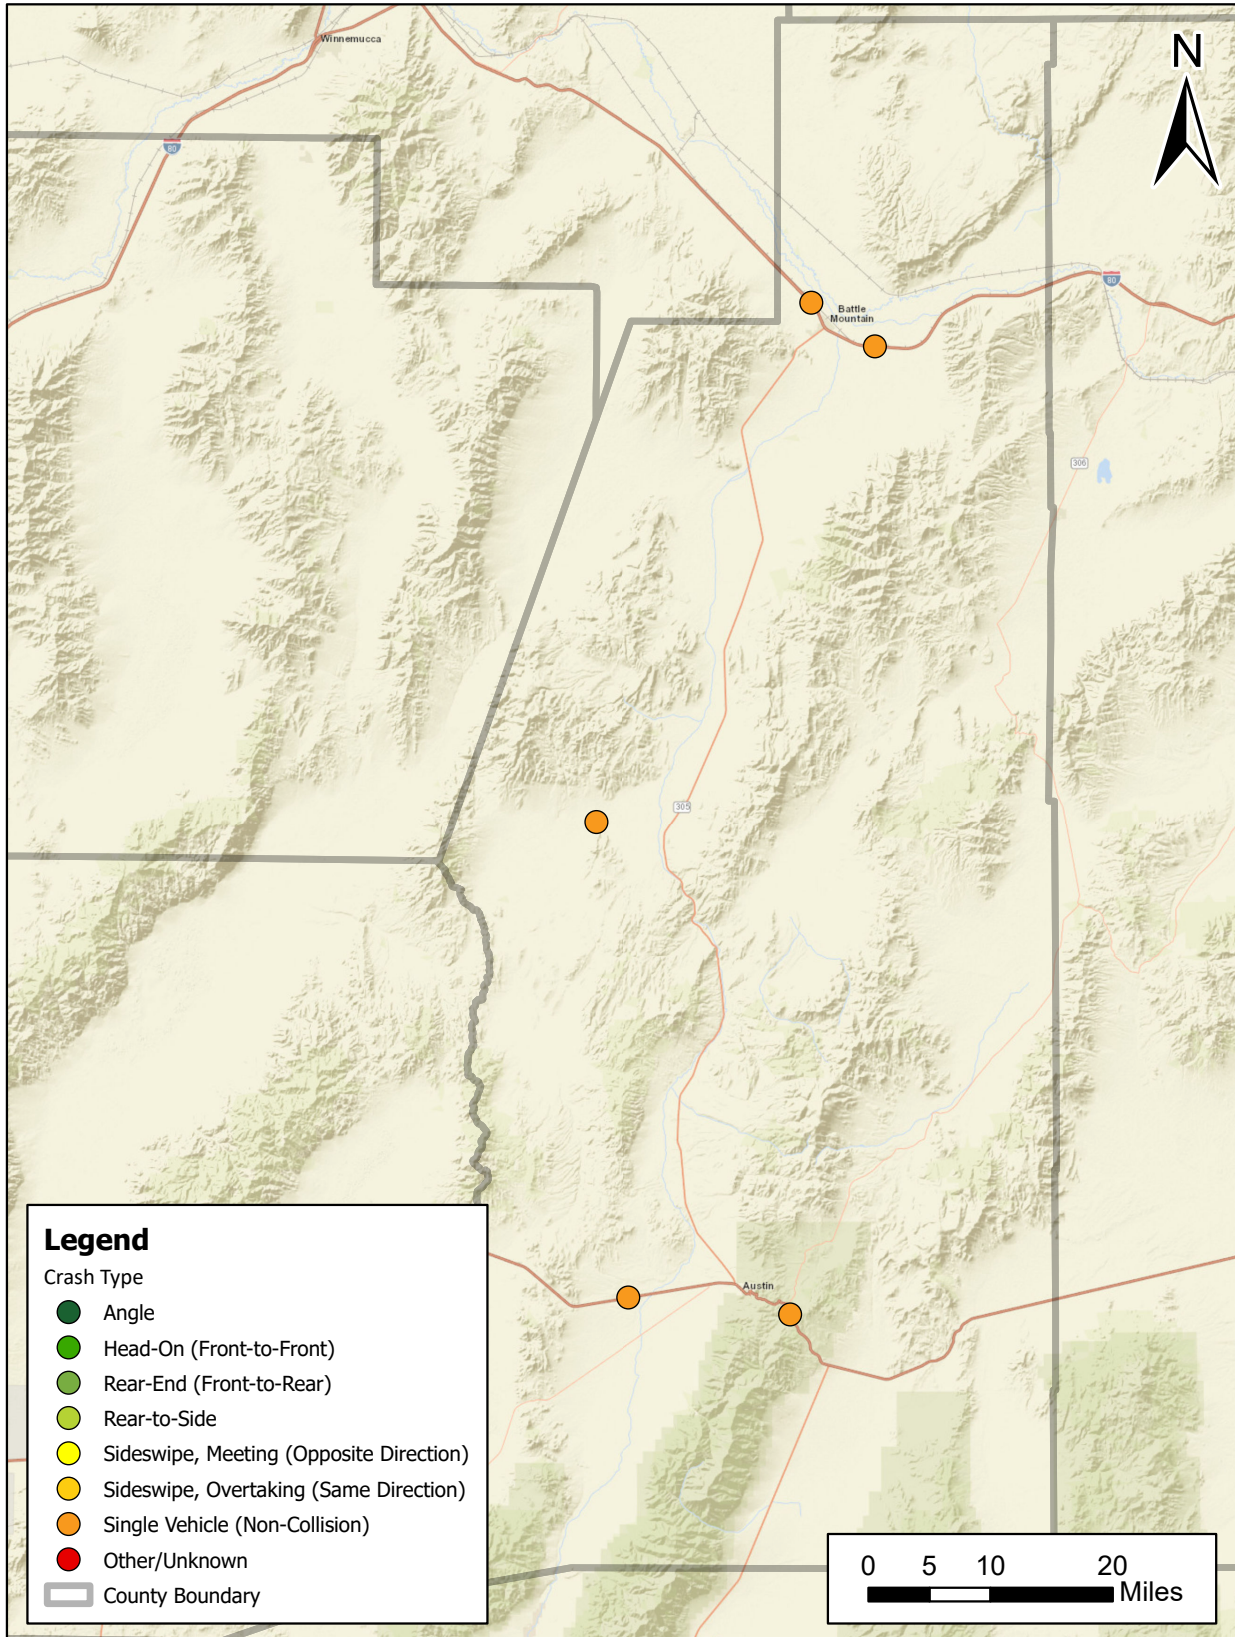 Winnemucca
N
80
80
Battle
Mountain
306
305
Austin
Legend
Crash Type
Angle
Head-On (Front-to-Front)
Rear-End (Front-to-Rear)
Rear-to-Side
Sideswipe, Meeting (Opposite Direction)
Sideswipe, Overtaking (Same Direction)
Single Vehicle (Non-Collision)
Other/Unknown
County Boundary
0 5 10 20
Miles